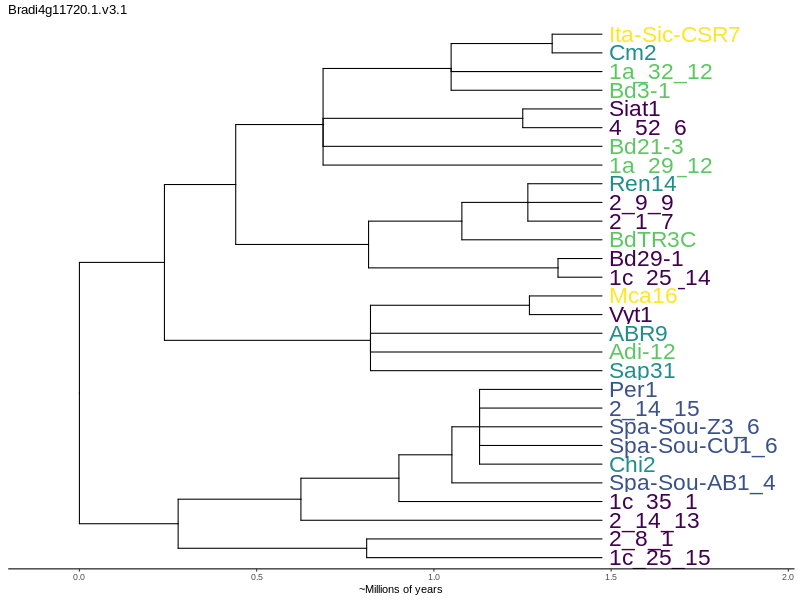 Bradi4g11720.1.v3.1
Ita-Sic-CSR7
Cm2
1a_32_12
Bd3-1
Siat1
4_52_6
Bd21-3
1a_29_12
Ren14
2_9_9
2_1_7
BdTR3C
Bd29-1
1c_25_14
Mca16
Vyt1
ABR9
Adi-12
Sap31
Per1
2_14_15
Spa-Sou-Z3_6
Spa-Sou-CU1_6
Chi2
Spa-Sou-AB1_4
1c_35_1
2_14_13
2_8_1
1c_25_15
0.0 0.5 1.0 1.5 2.0
~Millions of years